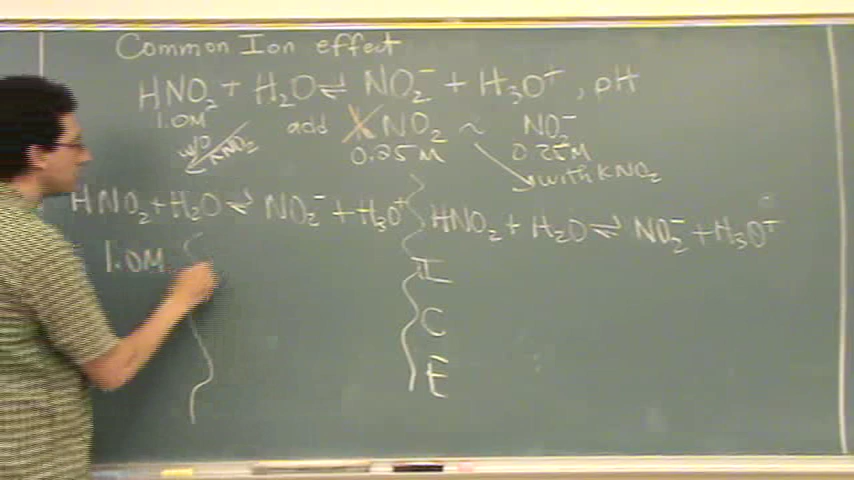 Common Ion effect
HNO₂ + H₂O ⇌ NO₂⁻ + H₃O⁺, pH
1.0M add KNO₂ ~ NO₂⁻
w/o KNO₂ 0.25M 0.25M
with KNO₂
HNO₂ + H₂O ⇌ NO₂⁻ + H₃O⁺
HNO₂ + H₂O ⇌ NO₂⁻ + H₃O⁺
1.0M
I
C
E